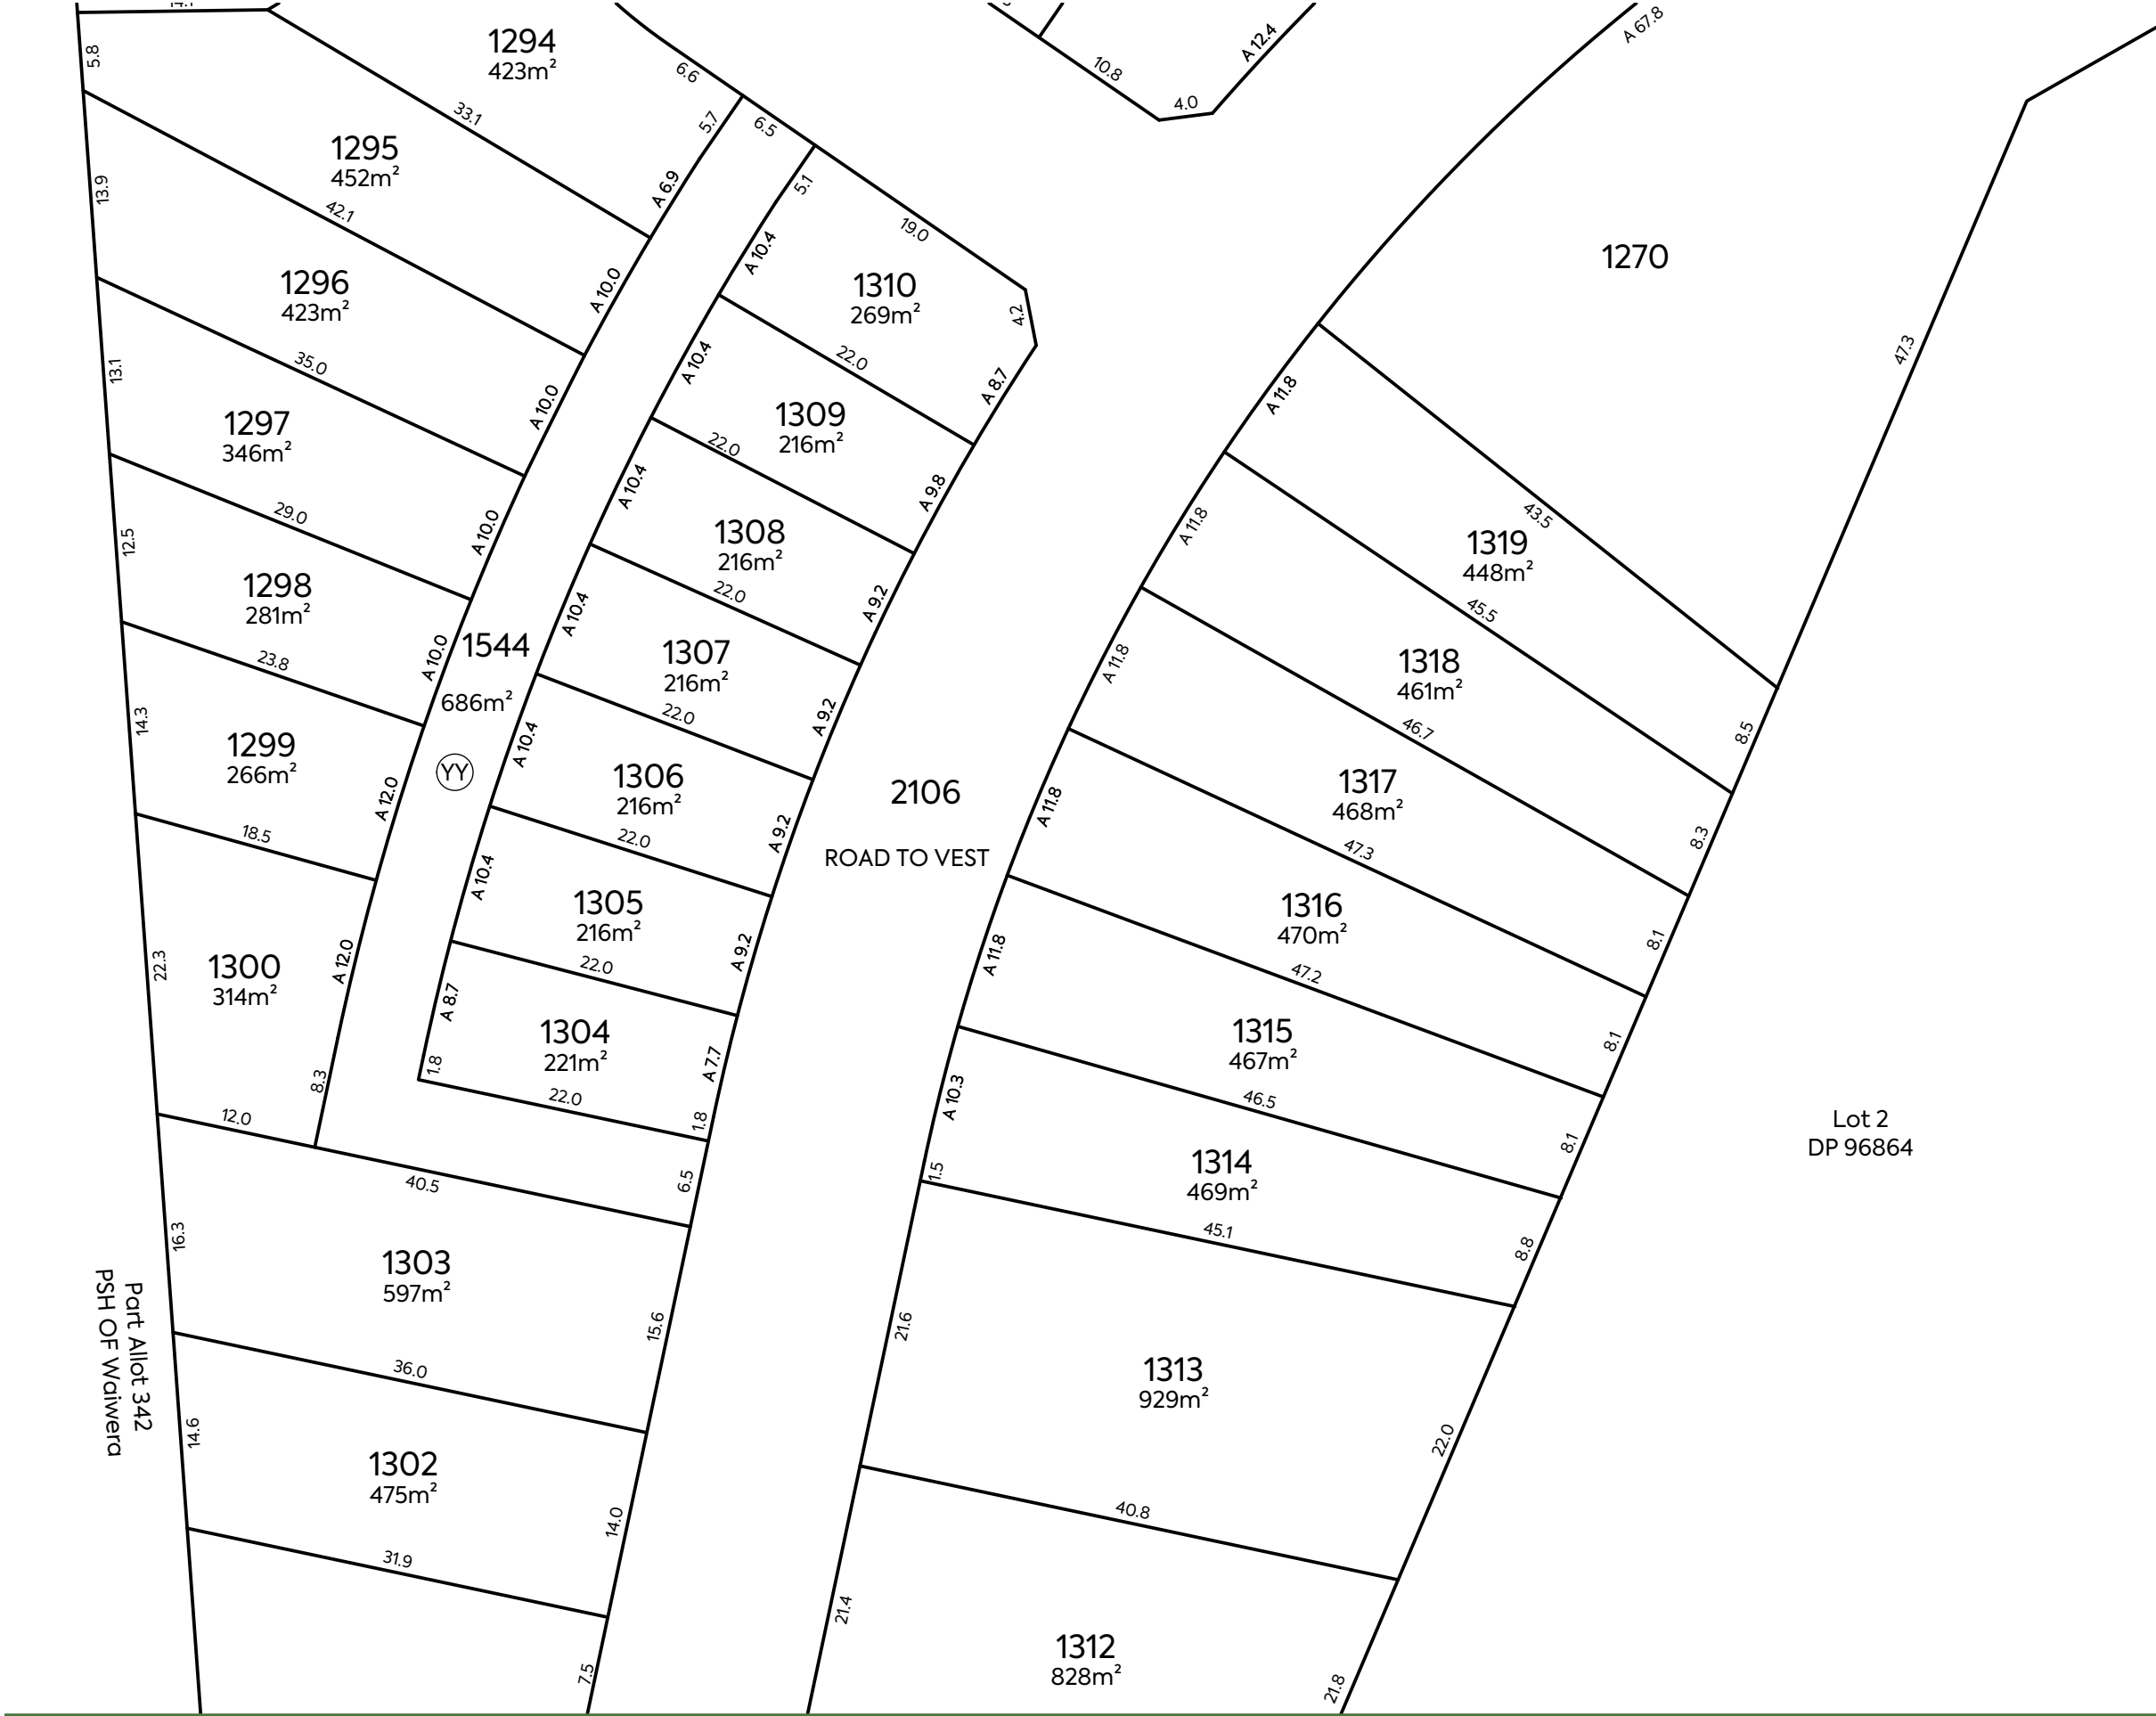 5.8
1294
423m²
6.6
10.8
A 12.4
4.0
A 67.8
33.1
5.7
6.5
1295
452m²
13.9
42.1
A 6.9
5.1
19.0
1270
1296
423m²
A 10.0
A 10.4
1310
269m²
4.2
13.1
35.0
A 10.4
22.0
A 8.7
47.3
A 11.8
1297
346m²
A 10.0
22.0
1309
216m²
12.5
29.0
A 10.0
A 10.4
1308
216m²
A 9.8
A 11.8
43.5
1319
448m²
1298
281m²
A 10.4
22.0
A 9.2
45.5
23.8
A 10.0
1544
686m²
1307
216m²
A 11.8
1318
461m²
14.3
22.0
A 9.2
46.7
8.5
1299
266m²
YY
A 10.4
1306
216m²
2106
1317
468m²
A 12.0
A 11.8
18.5
22.0
A 9.2
47.3
8.3
ROAD TO VEST
A 10.4
1305
216m²
1316
470m²
22.3
1300
314m²
A 12.0
22.0
A 9.2
A 11.8
47.2
8.1
A 8.7
1304
221m²
1315
467m²
8.1
8.3
1.8
22.0
A 7.7
A 10.3
46.5
12.0
1.8
8.1
Lot 2
DP 96864
40.5
6.5
1.5
1314
469m²
16.3
1303
597m²
45.1
8.8
Part Allot 342
PSH OF Waiwera
15.6
21.6
36.0
1313
929m²
14.6
1302
475m²
22.0
14.0
40.8
31.9
21.4
7.5
1312
828m²
21.8